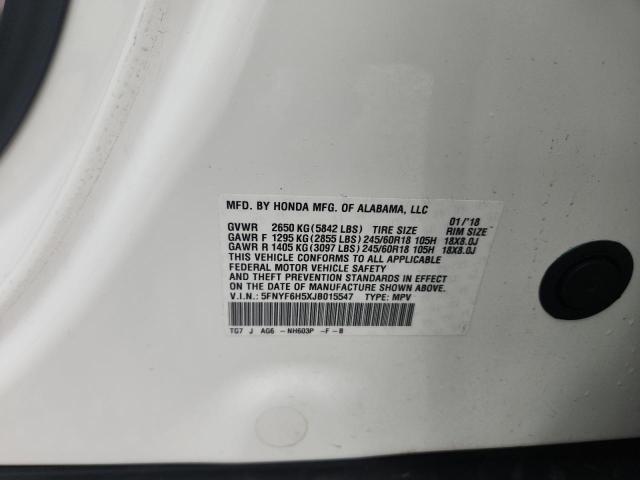 MFD. BY HONDA MFG. OF ALABAMA, LLC 01/'18
GVWR 2650 KG(5842 LBS) TIRE SIZE RIM SIZE
GAWR F 1295 KG(2855 LBS) 245/60R18 105H 18X8.0J
GAWR R 1405 KG(3097 LBS) 245/60R18 105H 18X8.0J
THIS VEHICLE CONFORMS TO ALL APPLICABLE
FEDERAL MOTOR VEHICLE SAFETY
AND THEFT PREVENTION STANDARDS IN EFFECT
ON THE DATE OF MANUFACTURE SHOWN ABOVE.
V.I.N.: 5FNYF6H5XJB015547 TYPE: MPV
TG7 J AG6 - NH603P -F-B